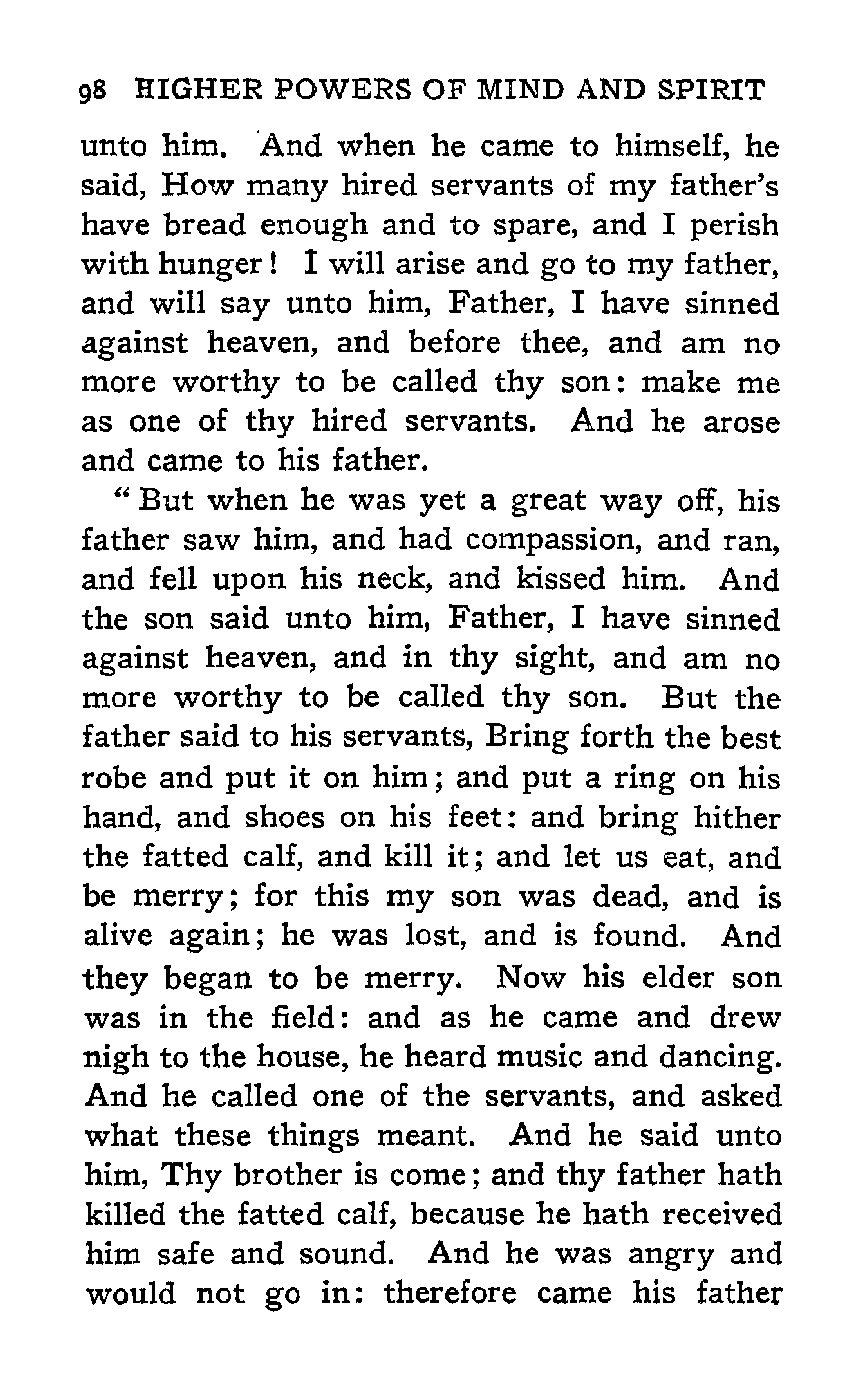 98 HIGHER POWERS OF MIND AND SPIRIT
unto him. And when he came to himself, he
said, How many hired servants of my father's
have bread enough and to spare, and I perish
with hunger! I will arise and go to my father,
and will say unto him, Father, I have sinned
against heaven, and before thee, and am no
more worthy to be called thy son: make me
as one of thy hired servants. And he arose
and came to his father.
"But when he was yet a great way off, his
father saw him, and had compassion, and ran,
and fell upon his neck, and kissed him. And
the son said unto him, Father, I have sinned
against heaven, and in thy sight, and am no
more worthy to be called thy son. But the
father said to his servants, Bring forth the best
robe and put it on him; and put a ring on his
hand, and shoes on his feet: and bring hither
the fatted calf, and kill it; and let us eat, and
be merry; for this my son was dead, and is
alive again; he was lost, and is found. And
they began to be merry. Now his elder son
was in the field: and as he came and drew
nigh to the house, he heard music and dancing.
And he called one of the servants, and asked
what these things meant. And he said unto
him, Thy brother is come; and thy father hath
killed the fatted calf, because he hath received
him safe and sound. And he was angry and
would not go in: therefore came his father